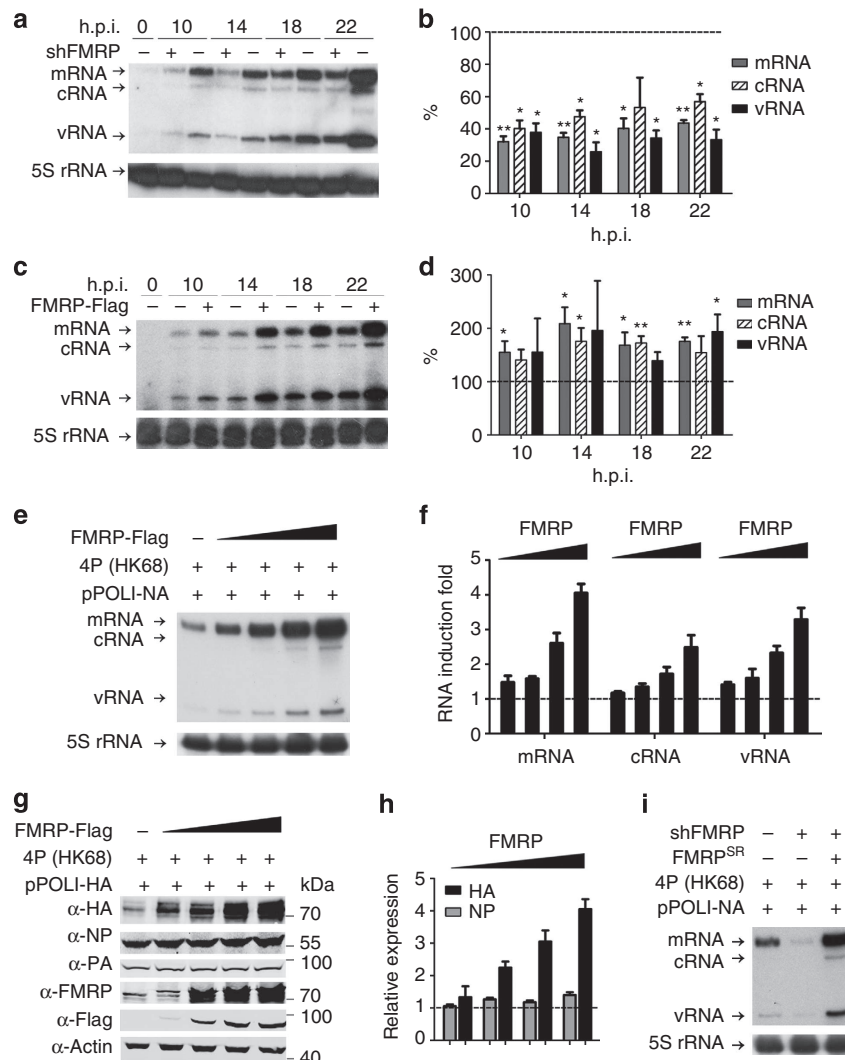 a
h.p.i. 0 10 14 18 22
shFMRP – + – + – + – + –
mRNA →
cRNA →
vRNA →
5S rRNA →
b
100
80
60
40
20
0
%
mRNA
cRNA
vRNA
** * * ** * * * * ** * *
10 14 18 22
h.p.i.
c
h.p.i. 0 10 14 18 22
FMRP-Flag – – + – + – + – +
mRNA →
cRNA →
vRNA →
5S rRNA →
d
300
200
100
0
%
mRNA
cRNA
vRNA
* * * * ** ** *
10 14 18 22
h.p.i.
e
FMRP-Flag –
4P (HK68) + + + + +
pPOLI-NA + + + + +
mRNA →
cRNA →
vRNA →
5S rRNA →
f
FMRP FMRP FMRP
5
4
3
2
1
0
RNA induction fold
mRNA cRNA vRNA
g
FMRP-Flag –
4P (HK68) + + + + +
pPOLI-HA + + + + + kDa
α-HA 70
α-NP 55
α-PA 100
α-FMRP 70
α-Flag 100
α-Actin 40
h
FMRP
5
4
3
2
1
0
Relative expression
HA
NP
i
shFMRP – + +
FMRP^SR – – +
4P (HK68) + + +
pPOLI-NA + + +
mRNA →
cRNA →
vRNA →
5S rRNA →